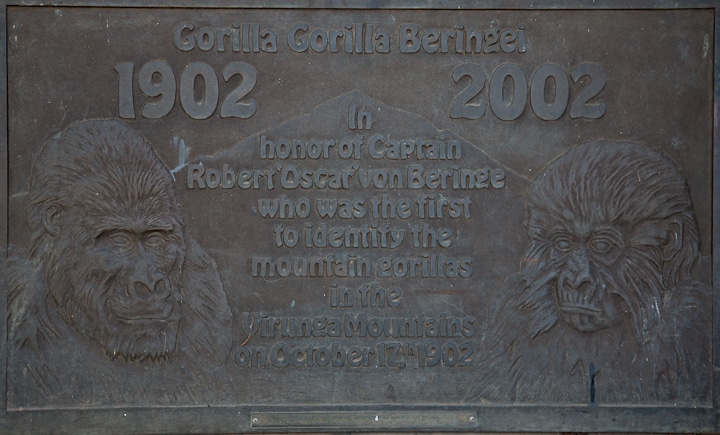 Gorilla Gorilla Beringei
1902 2002
In
honor of Captain
Robert "Oscar" von Beringe
who was the first
to identify the
mountain gorillas
in the
Virunga Mountains
on October 17th 1902